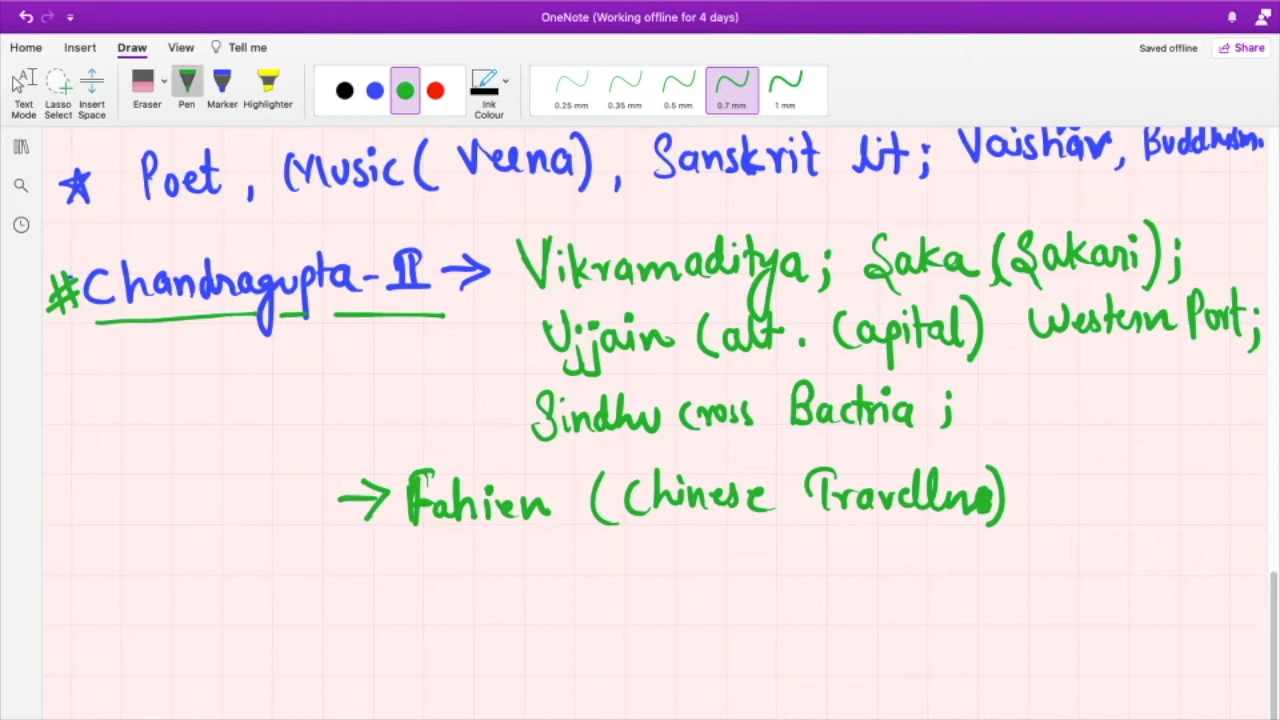 OneNote (Working offline for 4 days)
Home Insert Draw View Tell me
Saved offline Share
Text Mode Lasso Select Insert Space Eraser Pen Marker Highlighter Ink Colour 0.25 mm 0.35 mm 0.5 mm 0.7 mm 1 mm
Poet, Music (Veena), Sanskrit lit; Vaishav, Buddhism.
#Chandragupta-II → Vikramaditya; Saka (Sakari);
Ujjain (alt. Capital) Western Port;
Sindhu cross Bactria;
→ Fahien (Chinese Traveller)